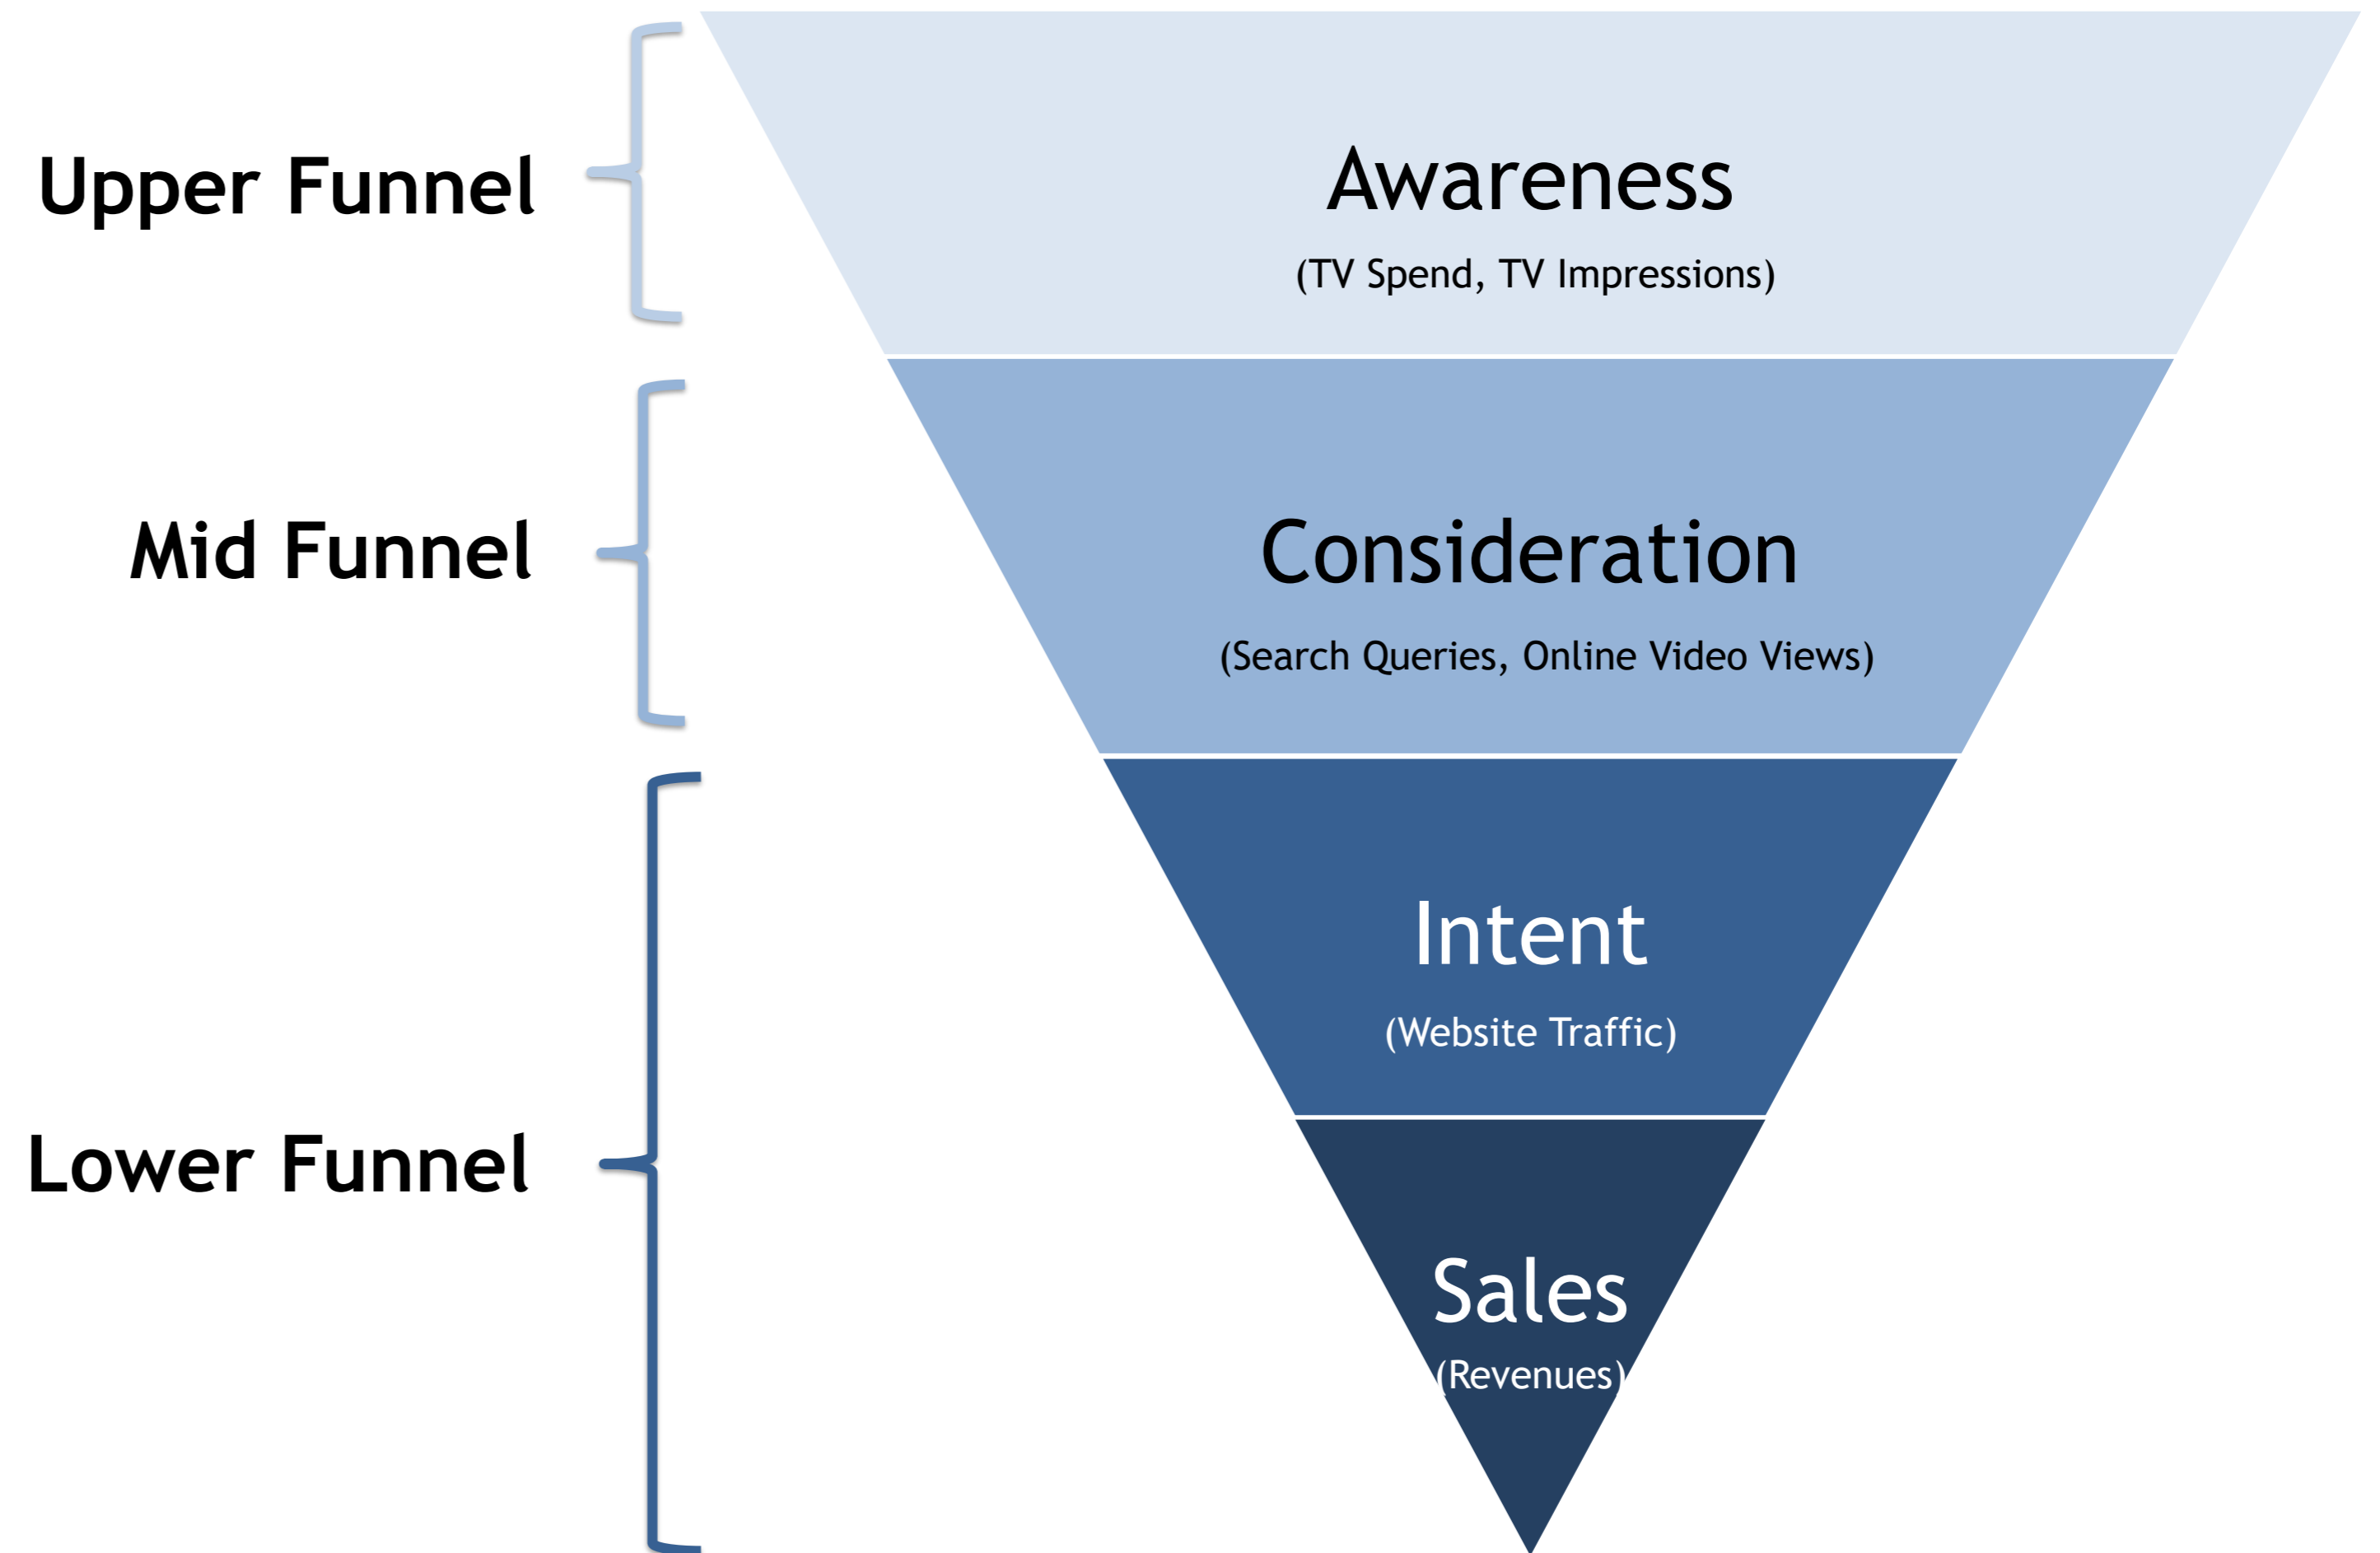 Upper Funnel
Awareness
(TV Spend, TV Impressions)
Mid Funnel
Consideration
(Search Queries, Online Video Views)
Intent
(Website Traffic)
Lower Funnel
Sales
(Revenues)